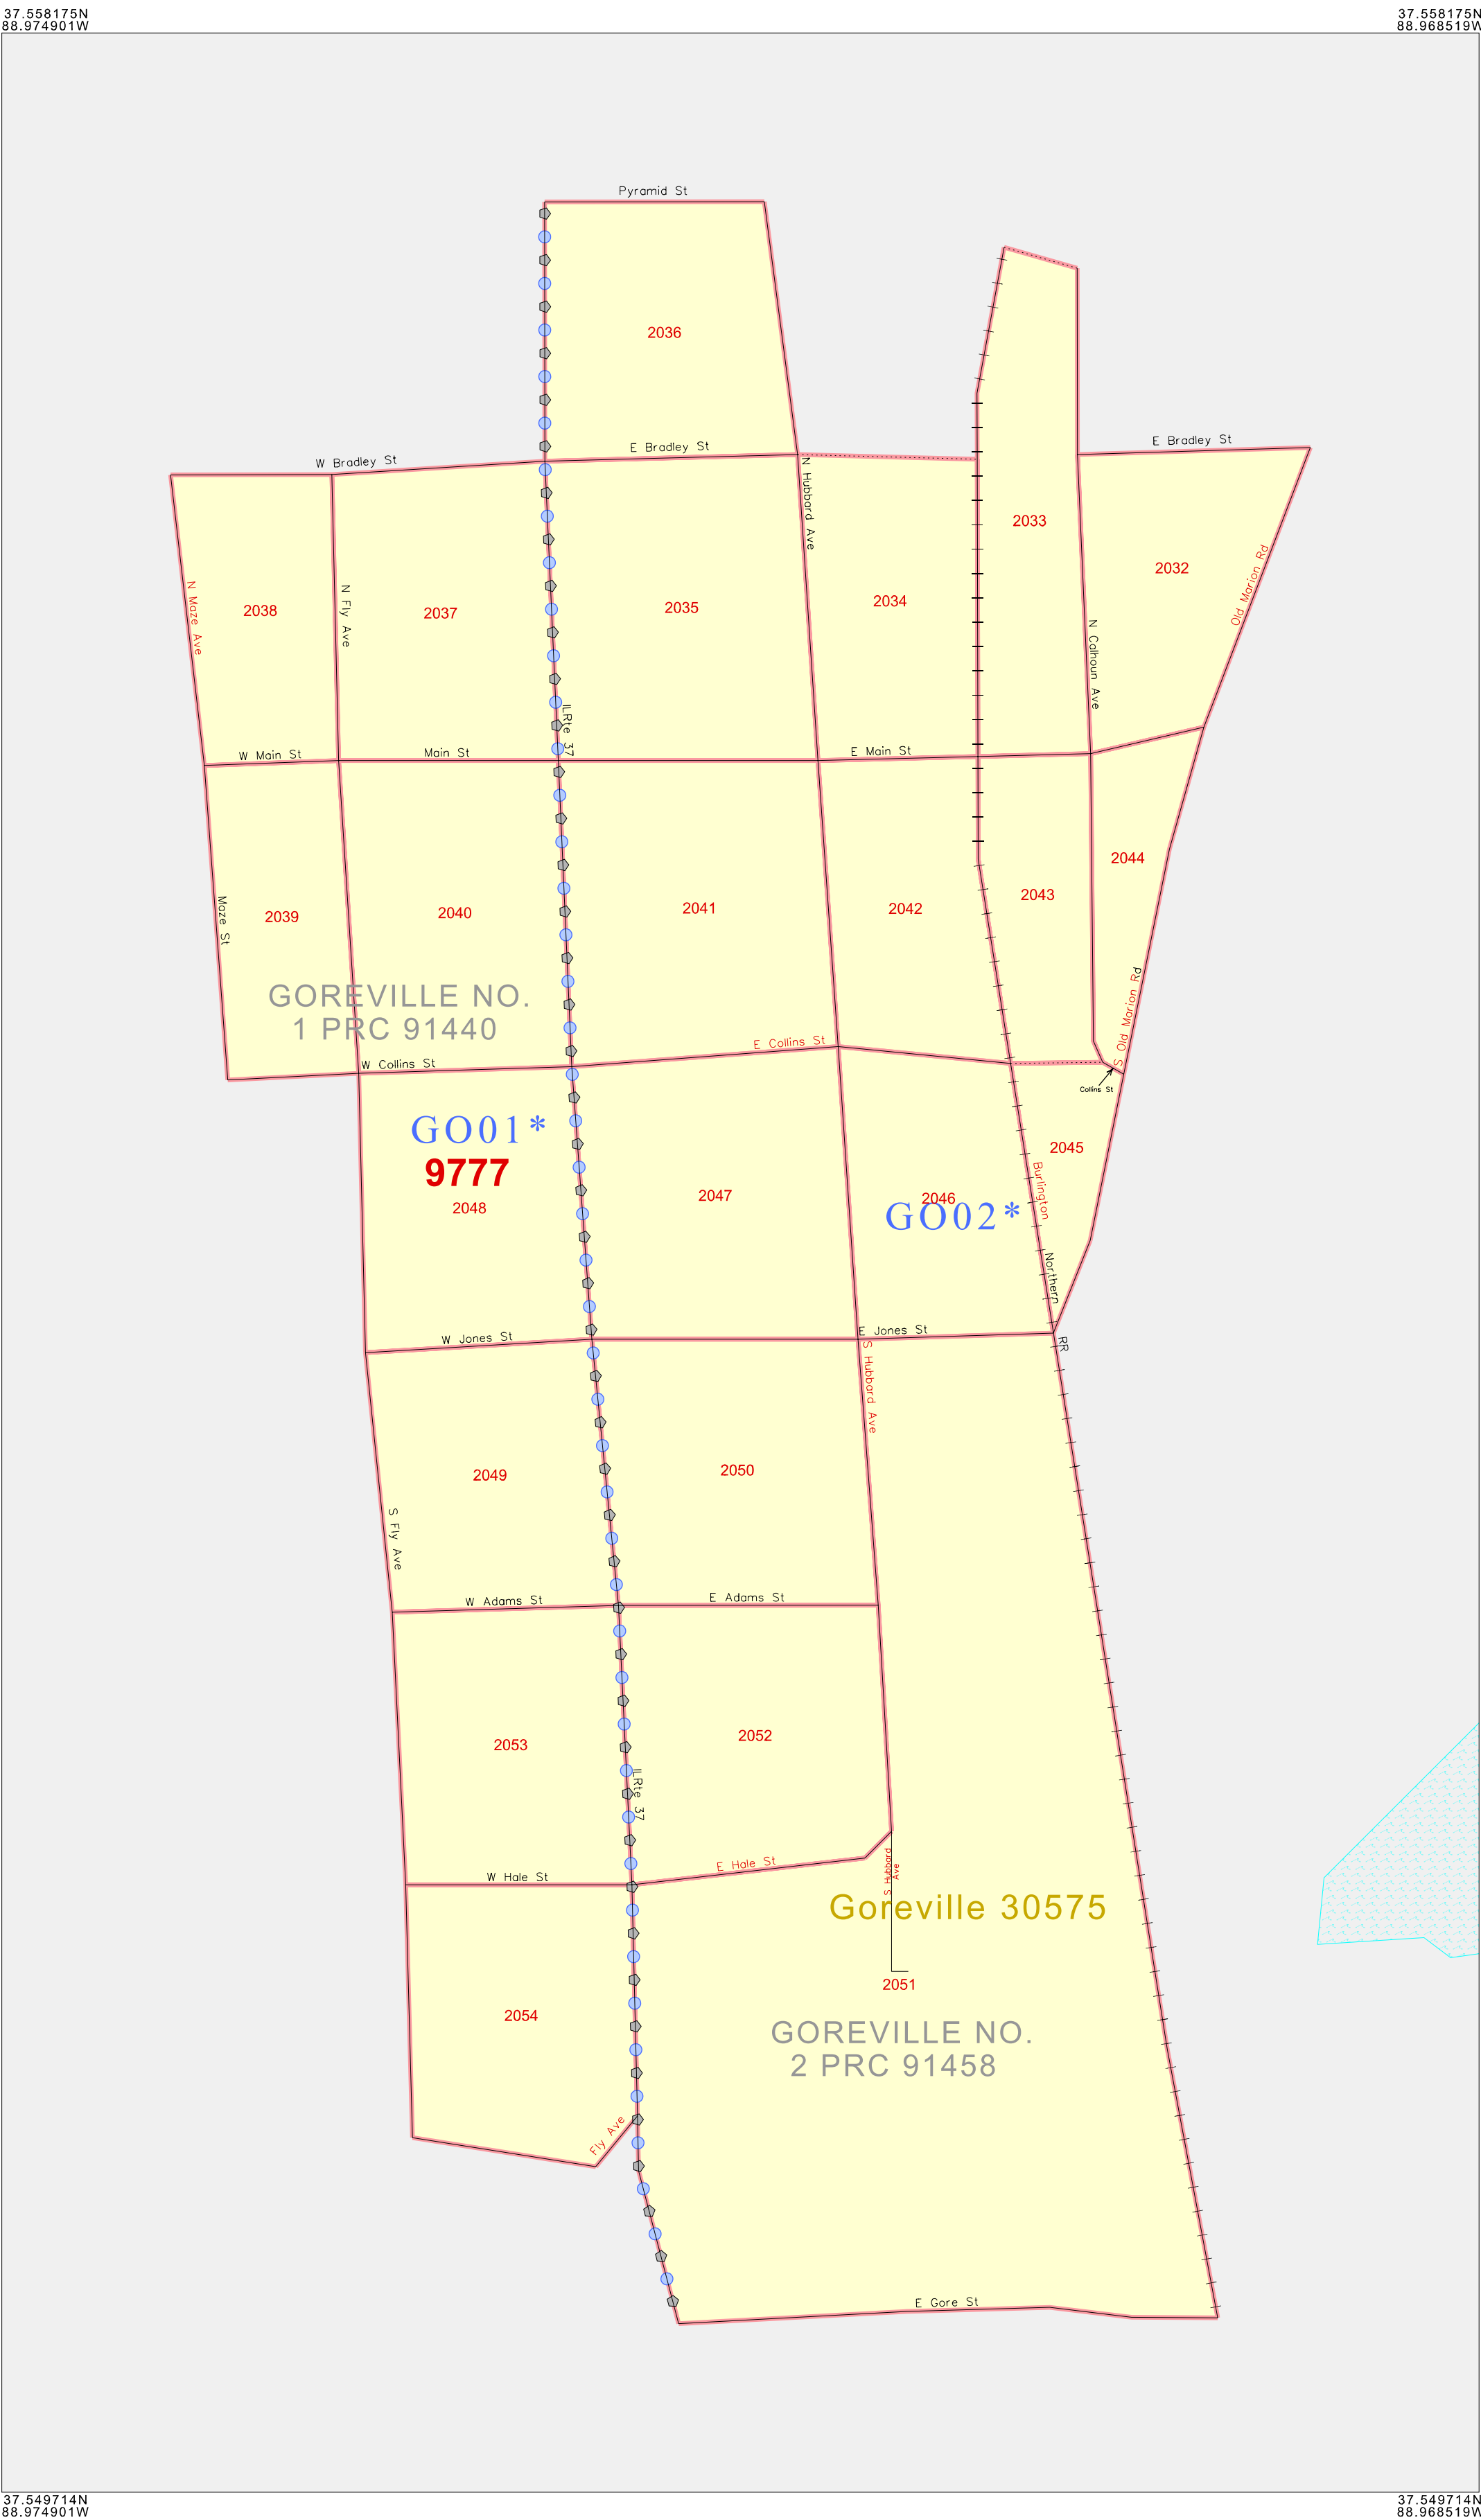 37.558175N
88.974901W
37.558175N
88.968519W
Pyramid St
2036
E Bradley St
E Bradley St
W Bradley St
N Hubbard Ave
2033
2032
Old Marion Rd
N Maze Ave
2038
N Fly Ave
2037
2035
2034
N Calhoun Ave
ILRte 37
W Main St
Main St
E Main St
2044
2043
2042
2041
2040
2039
Maze St
GOREVILLE NO.
1 PRC 91440
S Old Marion Rd
E Collins St
W Collins St
Collins St
GO01*
9777
2048
2047
2046
GO02*
2045
Burlington
Northern
RR
W Jones St
E Jones St
S Hubbard Ave
2049
2050
S Fly Ave
W Adams St
E Adams St
2053
2052
ILRte 37
W Hale St
E Hale St
S Hubbard
Ave
Goreville 30575
2051
2054
GOREVILLE NO.
2 PRC 91458
Fly Ave
E Gore St
37.549714N
88.974901W
37.549714N
88.968519W